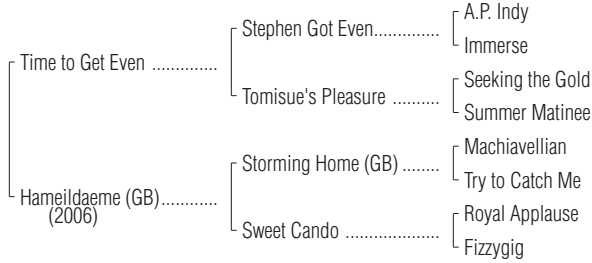 A.P. Indy
Stephen Got Even..............
Immerse
Time to Get Even .............
Seeking the Gold
Tomisue's Pleasure ..........
Summer Matinee
Machiavellian
Storming Home (GB) ........
Try to Catch Me
Hameildaeme (GB)...........
(2006)
Royal Applause
Sweet Cando ....................
Fizzygig